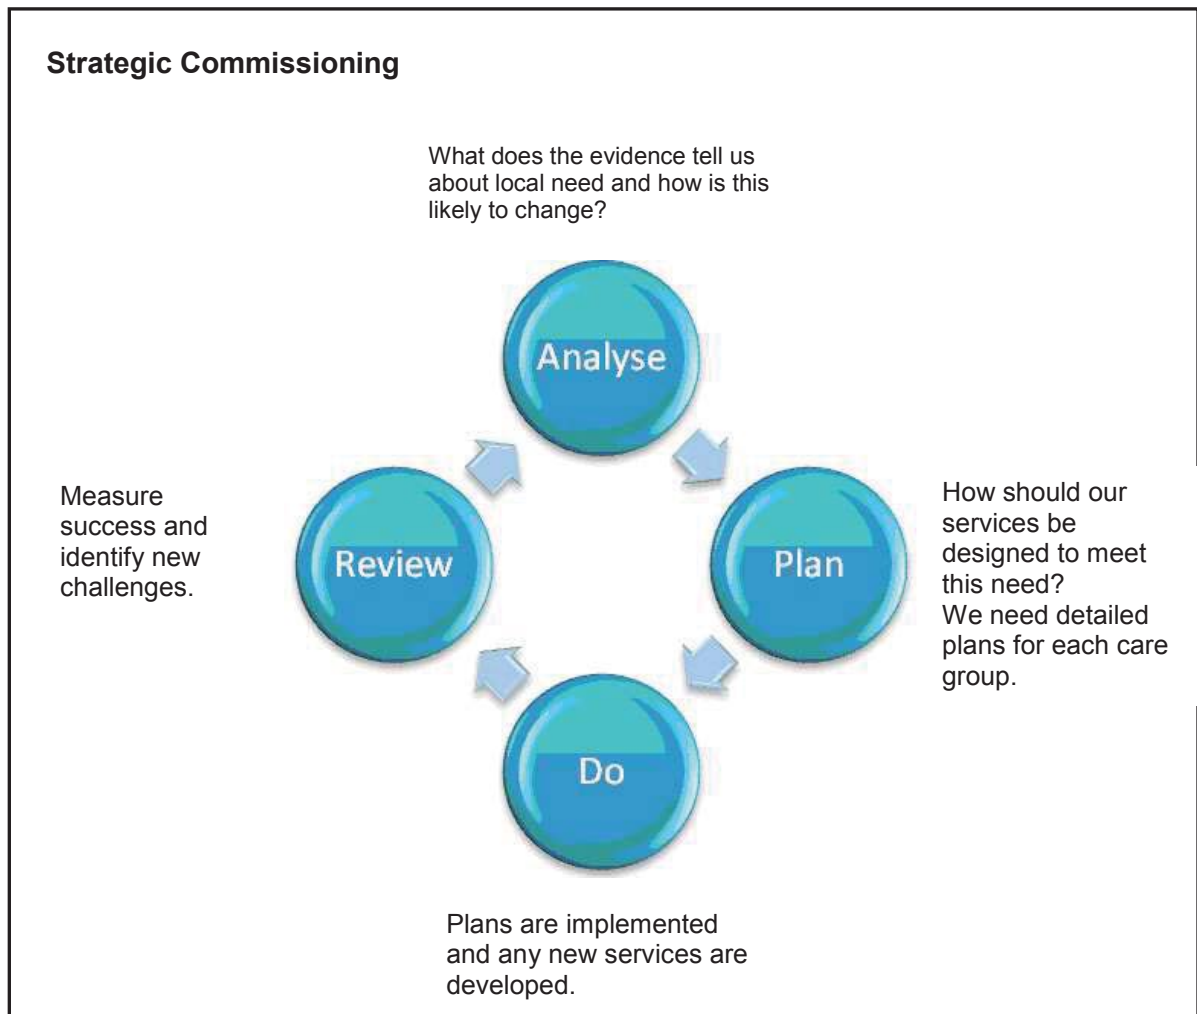 Strategic Commissioning
What does the evidence tell us
about local need and how is this
likely to change?
Analyse
Measure
success and
identify new
challenges.
Review
Plan
How should our
services be
designed to meet
this need?
We need detailed
plans for each care
group.
Do
Plans are implemented
and any new services are
developed.